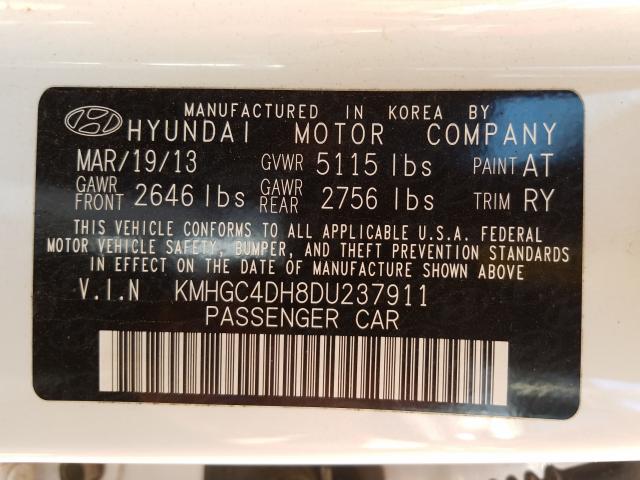 MANUFACTURED IN KOREA BY
HYUNDAI MOTOR COMPANY
MAR/19/13 GVWR 5115 lbs PAINT AT
GAWR FRONT 2646 lbs GAWR REAR 2756 lbs TRIM RY
THIS VEHICLE CONFORMS TO ALL APPLICABLE U.S.A. FEDERAL
MOTOR VEHICLE SAFETY, BUMPER, AND THEFT PREVENTION STANDARDS
IN EFFECT ON THE DATE OF MANUFACTURE SHOWN ABOVE
V.I.N KMHGC4DH8DU237911
PASSENGER CAR